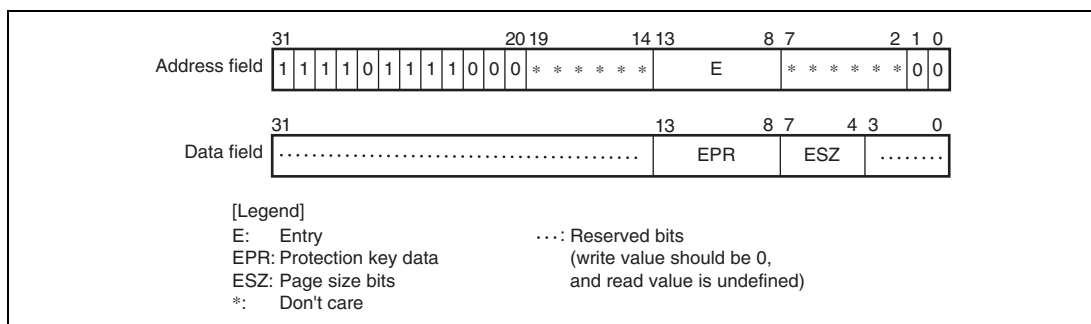 31 20 19 14 13 8 7 2 1 0
Address field 1 1 1 1 0 1 1 1 1 0 0 0 * * * * * * E * * * * * * 0 0
31 13 8 7 4 3 0
Data field ........................................... EPR ESZ ........
[Legend]
E: Entry
EPR: Protection key data
ESZ: Page size bits
*: Don't care
...: Reserved bits
(write value should be 0,
and read value is undefined)